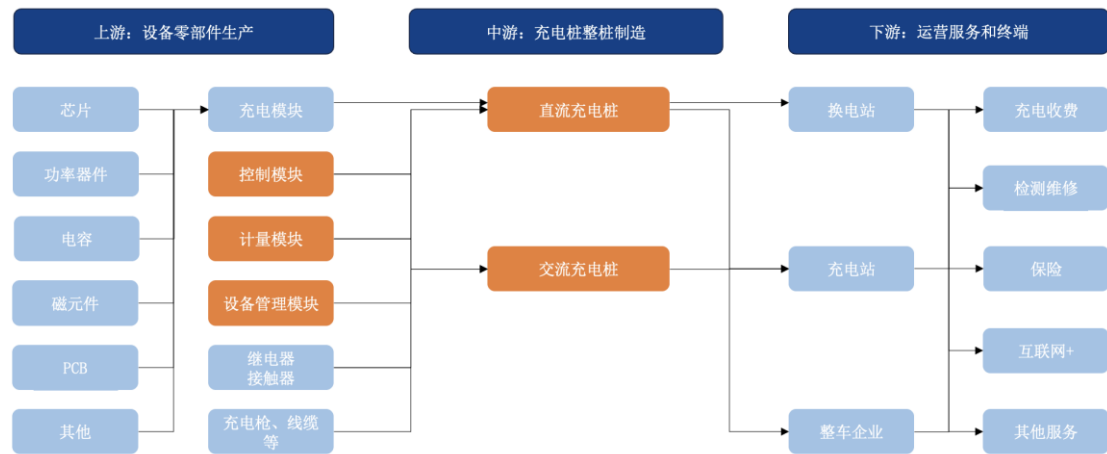 上游：设备零部件生产
中游：充电桩整桩制造
下游：运营服务和终端
芯片
充电模块
直流充电桩
换电站
充电收费
功率器件
控制模块
检测维修
电容
计量模块
交流充电桩
充电站
保险
磁元件
设备管理模块
PCB
继电器
接触器
互联网+
其他
充电枪、线缆
等
整车企业
其他服务